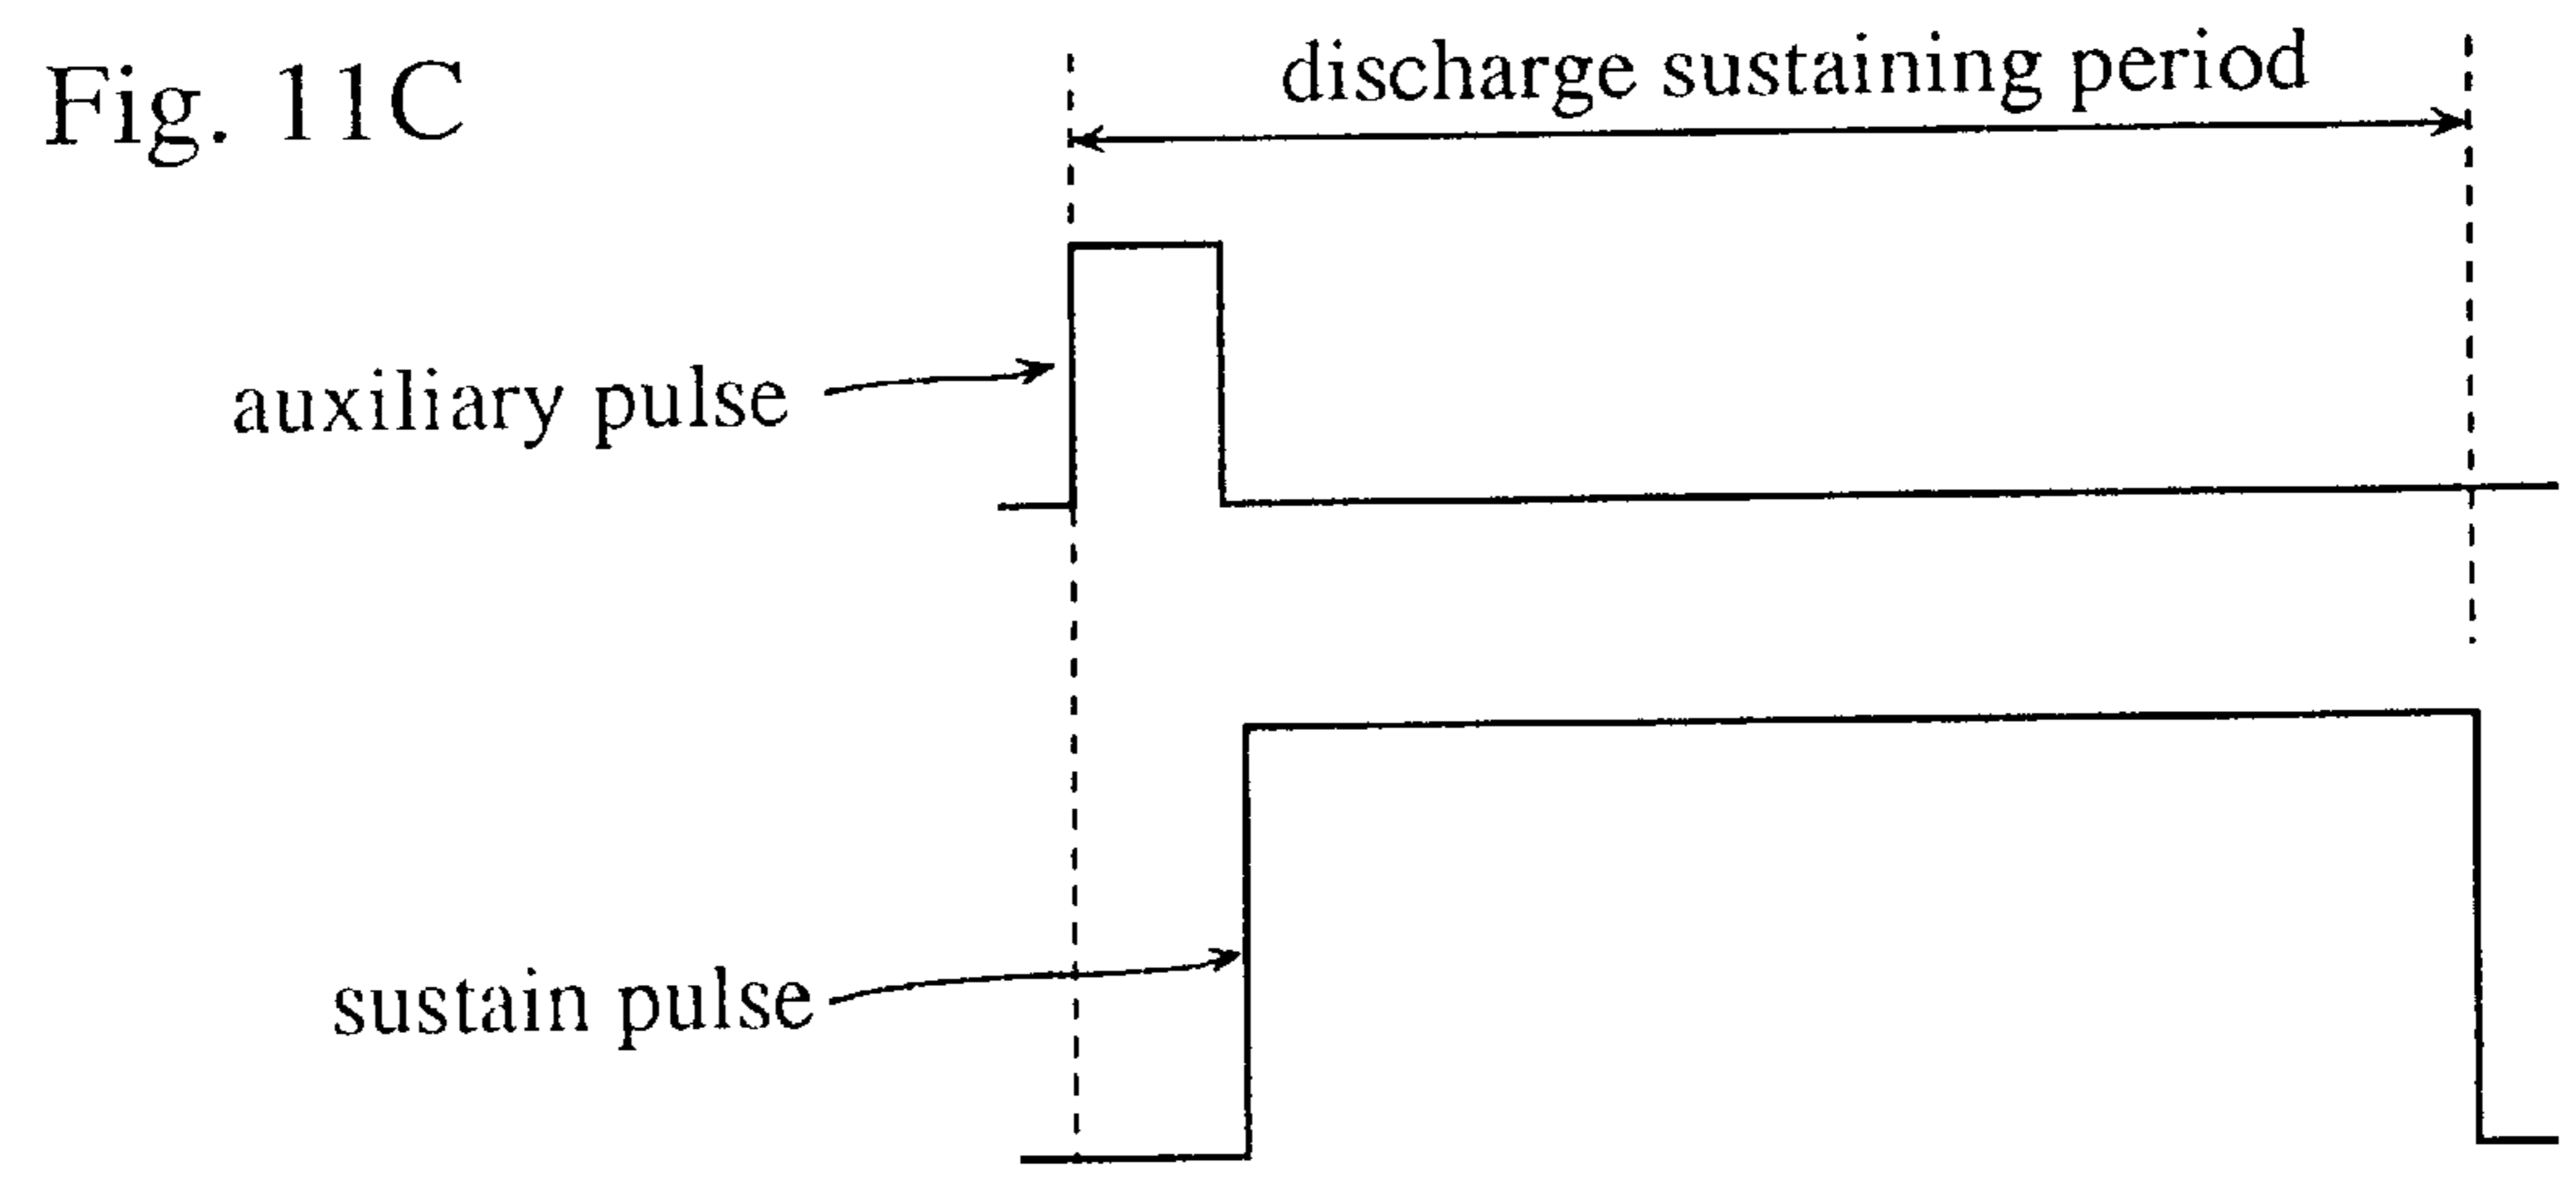 Fig. 11C
discharge sustaining period
auxiliary pulse
sustain pulse